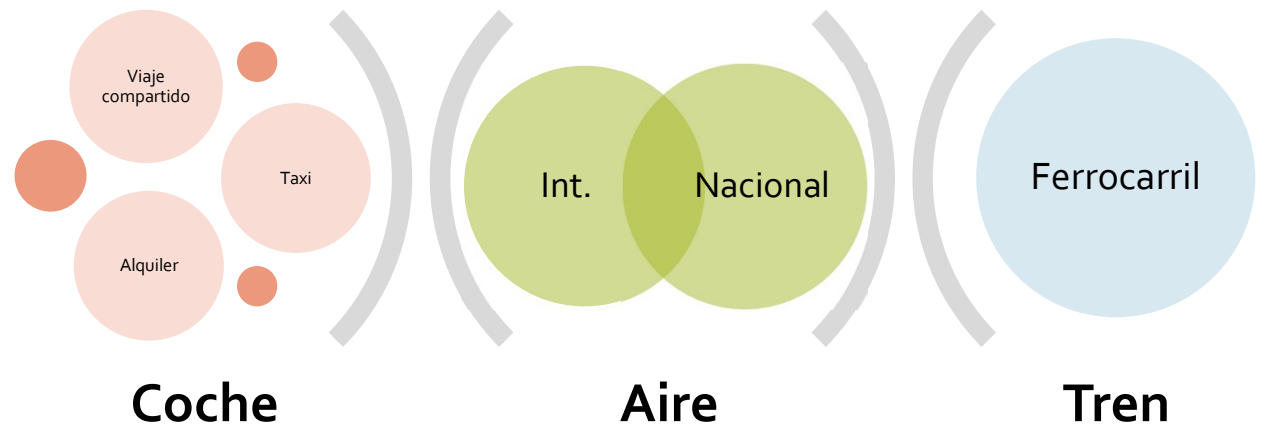 Viaje
compartido
Taxi
Alquiler
Int.
Nacional
Ferrocarril
Coche
Aire
Tren